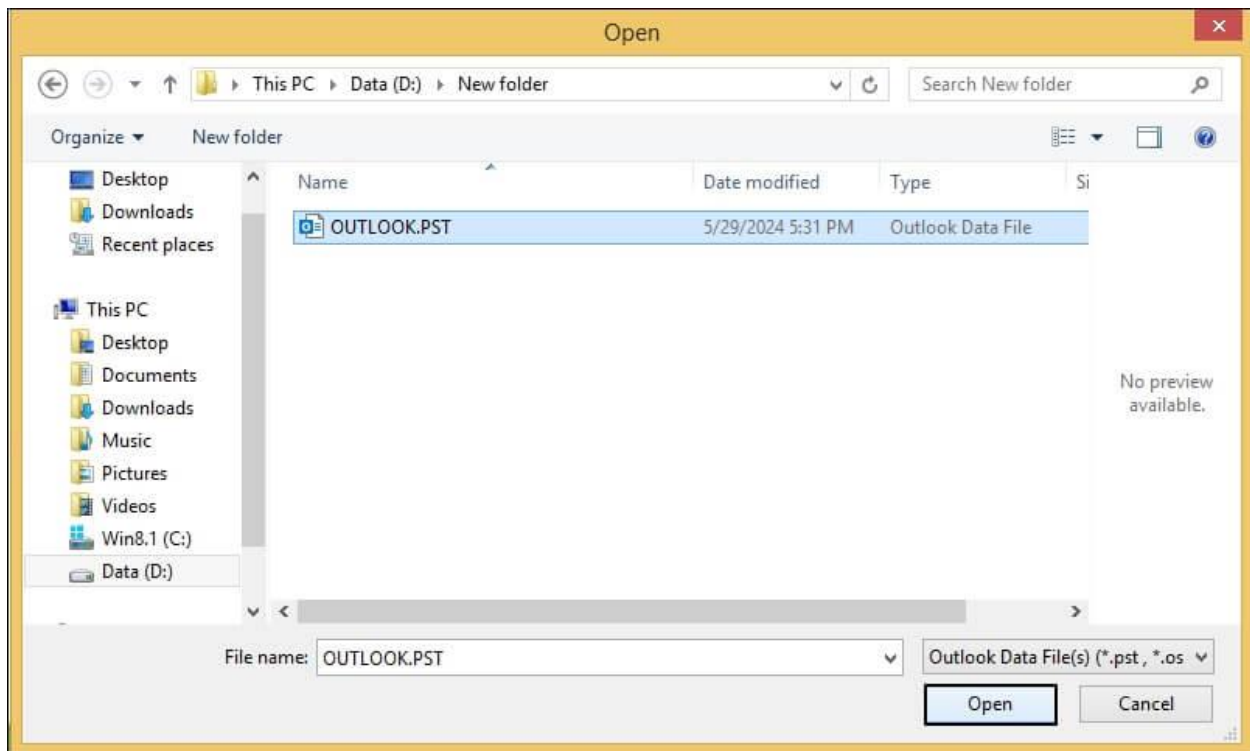 Open
This PC Data (D:) New folder
Search New folder
Organize New folder
Desktop
Downloads
Recent places
This PC
Desktop
Documents
Downloads
Music
Pictures
Videos
Win8.1 (C:)
Data (D:)
Name Date modified Type Si
OUTLOOK.PST 5/29/2024 5:31 PM Outlook Data File
No preview
available.
File name: OUTLOOK.PST Outlook Data File(s) (*.pst , *.os
Open Cancel